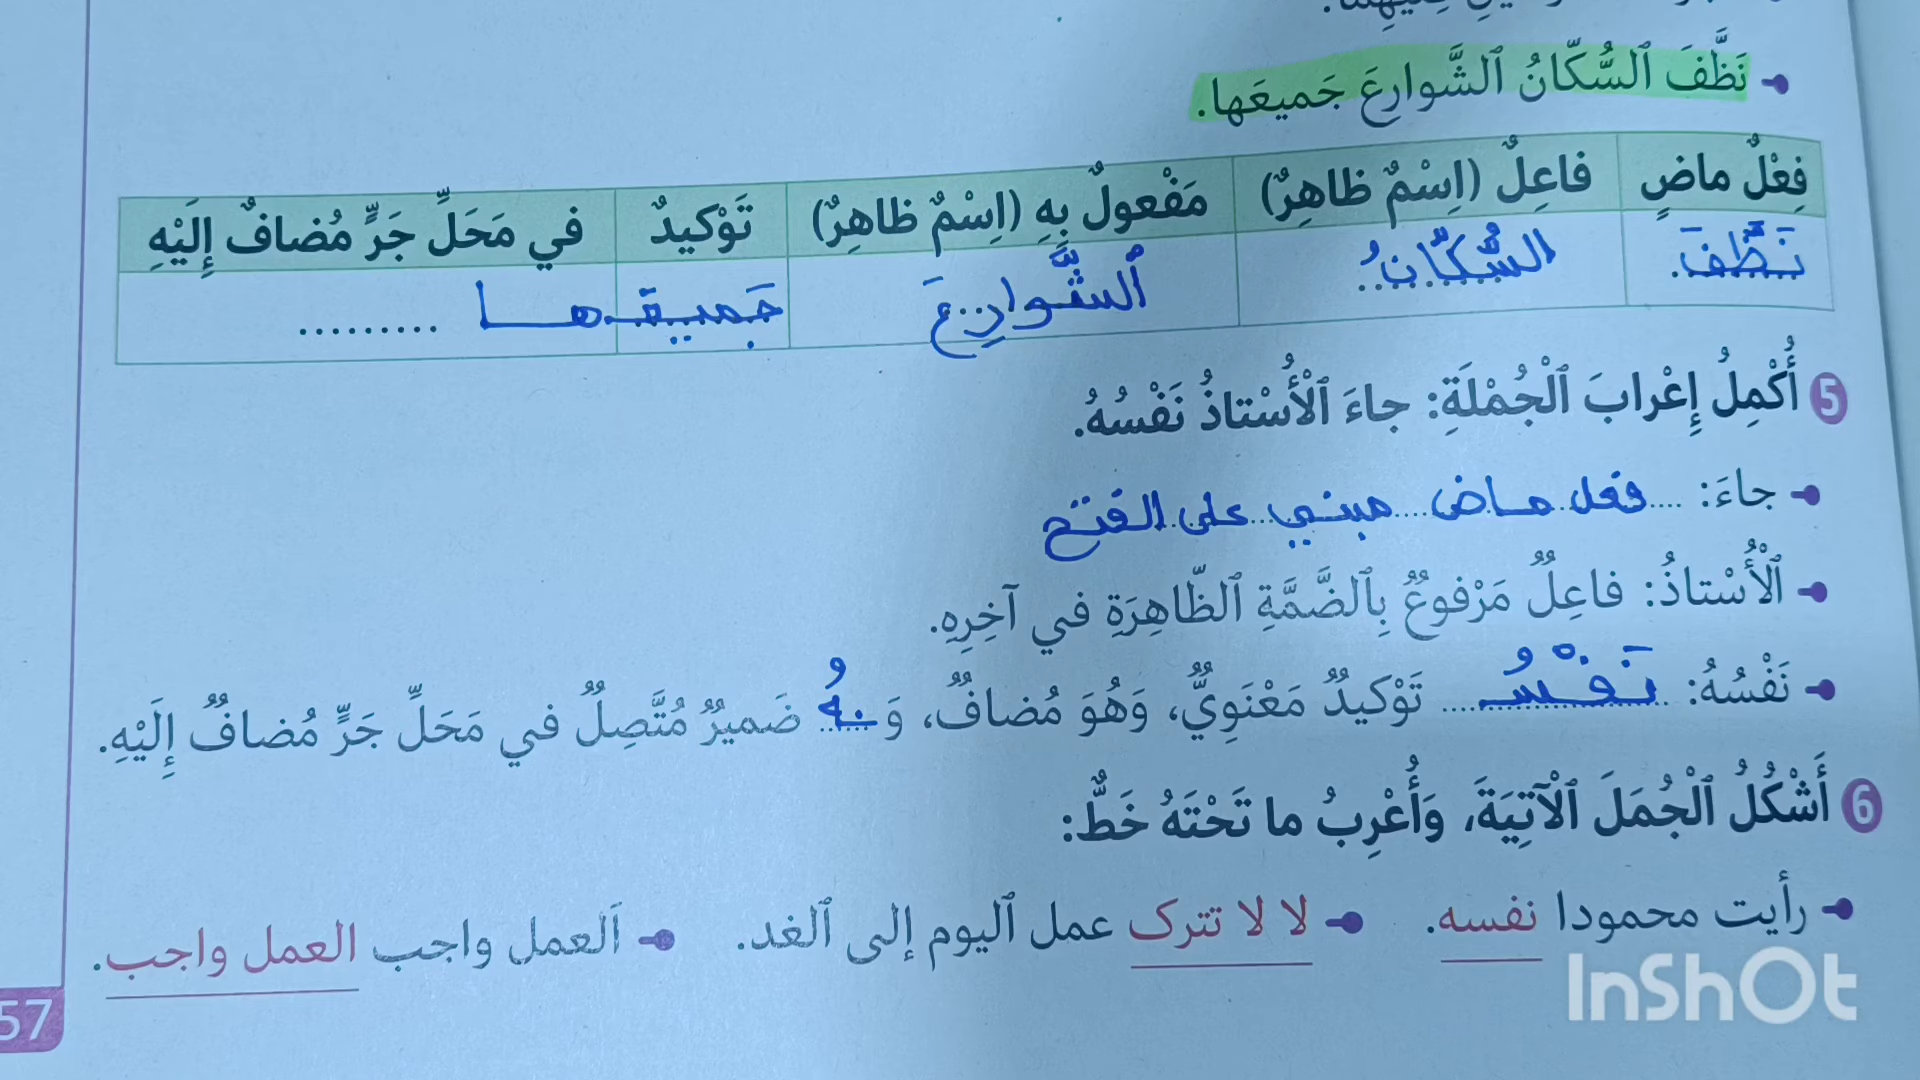 نَظَّفَ ٱلسُّكّانُ ٱلشَّوارِعَ جَميعَها.
فِعْلٌ ماضٍ فاعِلٌ (اِسْمٌ ظاهِرٌ) مَفْعولٌ بِهِ (اِسْمٌ ظاهِرٌ) تَوْكيدٌ في مَحَلِّ جَرٍّ مُضافٌ إِلَيْهِ
نَظَّفَ. السُّكَّانُ ٱلشَّوارِعَ جَميعَـ ـها .........
5 أُكْمِلُ إِعْرابَ ٱلْجُمْلَةِ: جاءَ ٱلْأُسْتاذُ نَفْسُهُ.
جاءَ: فعل ماض مبني على الفتح
ٱلْأُسْتاذُ: فاعِلٌ مَرْفوعٌ بِٱلضَّمَّةِ ٱلظّاهِرَةِ في آخِرِهِ.
نَفْسُهُ: نَفْسُـ تَوْكيدٌ مَعْنَوِيٌّ، وَهُوَ مُضافٌ، وَ ـهُ ضَميرٌ مُتَّصِلٌ في مَحَلِّ جَرٍّ مُضافٌ إِلَيْهِ.
6 أَشْكُلُ ٱلْجُمَلَ ٱلْآتِيَةَ، وَأُعْرِبُ ما تَحْتَهُ خَطٌّ:
رأيت محمودا نفسه. لا لا تترك عمل ٱليوم إلى ٱلغد. ٱلعمل واجب العمل واجب.
57
InShOt